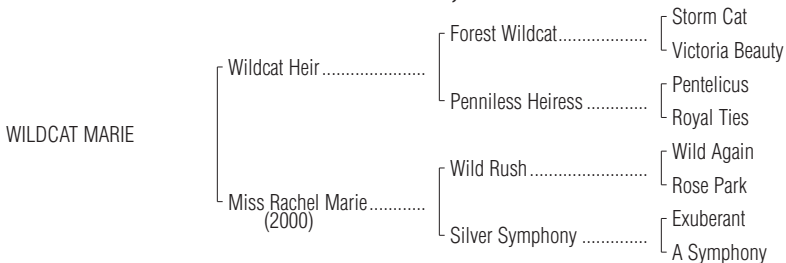 Storm Cat
Forest Wildcat....................
Victoria Beauty
Wildcat Heir.......................
Pentelicus
Penniless Heiress ..............
Royal Ties
WILDCAT MARIE
Wild Again
Wild Rush..........................
Rose Park
Miss Rachel Marie............
(2000)
Exuberant
Silver Symphony ...............
A Symphony